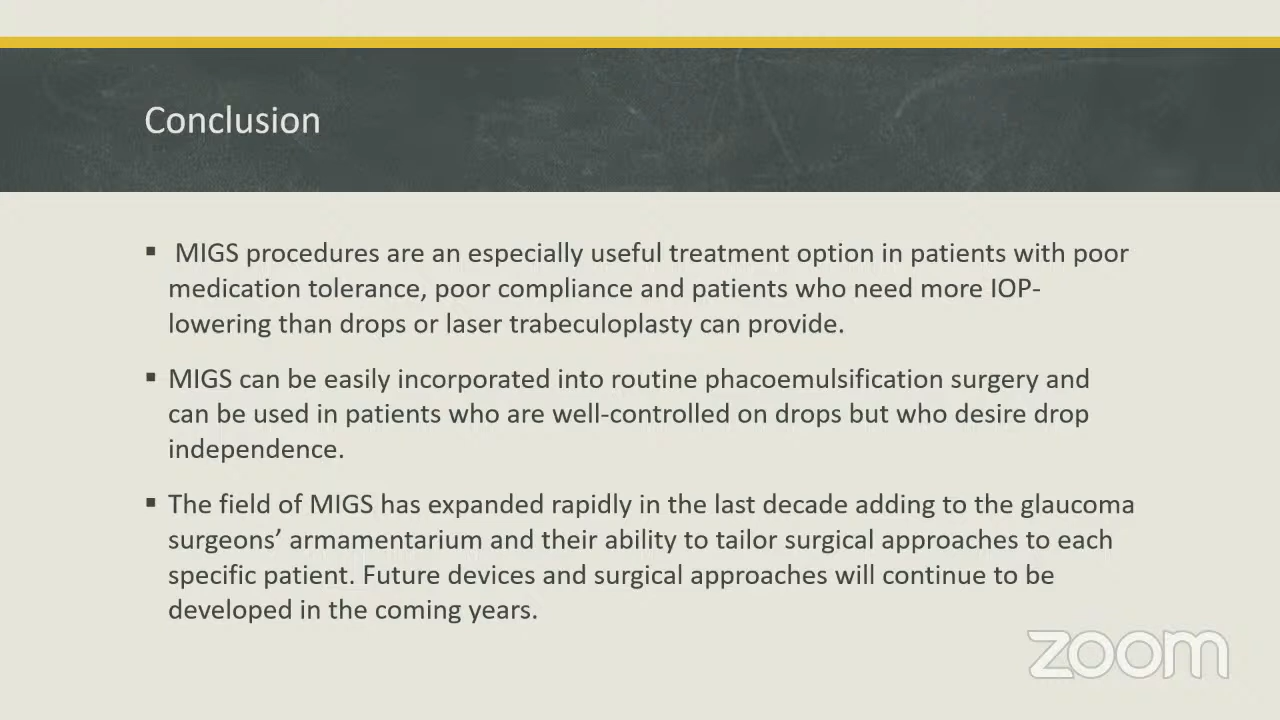 Conclusion
▪ MIGS procedures are an especially useful treatment option in patients with poor
medication tolerance, poor compliance and patients who need more IOP-
lowering than drops or laser trabeculoplasty can provide.
▪ MIGS can be easily incorporated into routine phacoemulsification surgery and
can be used in patients who are well-controlled on drops but who desire drop
independence.
▪ The field of MIGS has expanded rapidly in the last decade adding to the glaucoma
surgeons’ armamentarium and their ability to tailor surgical approaches to each
specific patient. Future devices and surgical approaches will continue to be
developed in the coming years.
zoom